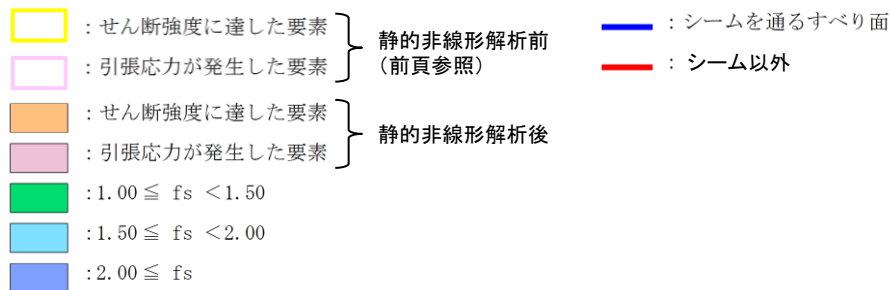 ：せん断強度に達した要素
：引張応力が発生した要素
静的非線形解析前
（前頁参照）
：せん断強度に達した要素
：引張応力が発生した要素
静的非線形解析後
:1.00≦ fs ＜1.50
:1.50≦ fs ＜2.00
:2.00≦ fs
：シームを通るすべり面
： シーム以外